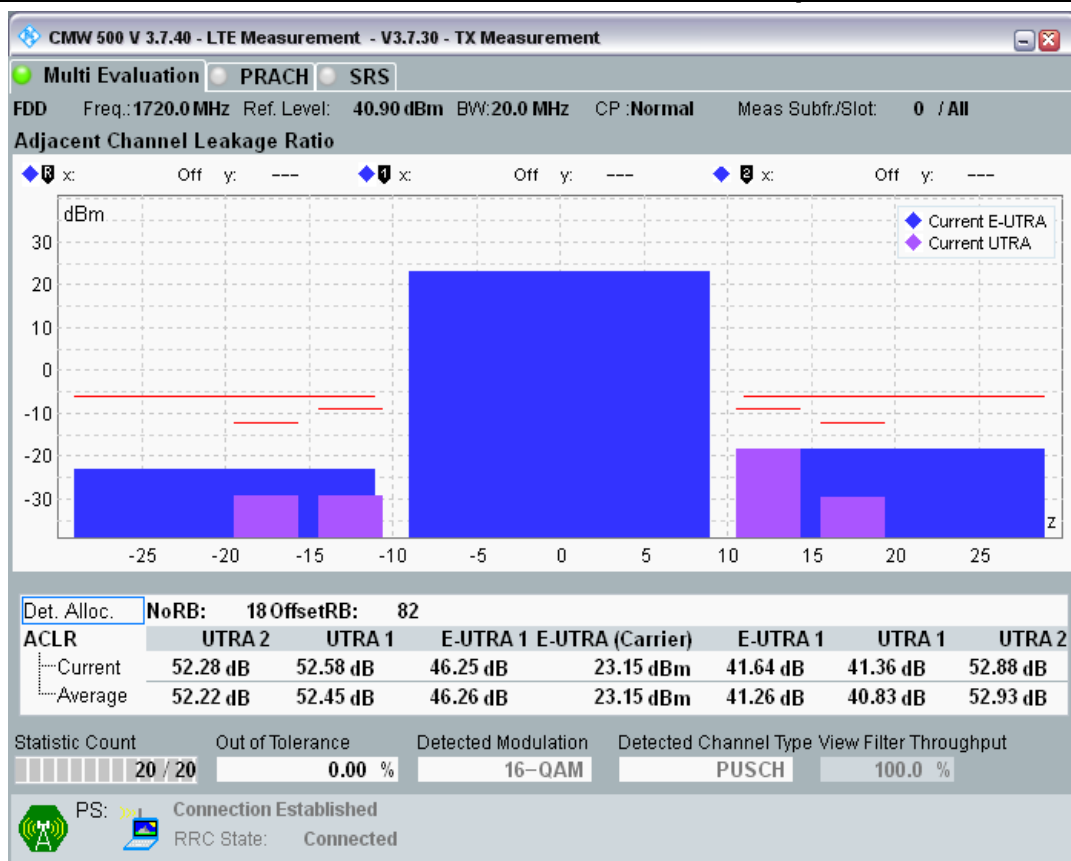 CMW 500 V 3.7.40 - LTE Measurement - V3.7.30 - TX Measurement
Multi Evaluation PRACH SRS
FDD Freq.: 1720.0 MHz Ref. Level: 40.90 dBm BW: 20.0 MHz CP : Normal Meas Subfr./Slot: 0 / All
Adjacent Channel Leakage Ratio
R x: Off y: --- 1 x: Off y: --- 2 x: Off y: ---
dBm
Current E-UTRA
Current UTRA
30
20
10
0
-10
-20
-30
z
-25 -20 -15 -10 -5 0 5 10 15 20 25
Det. Alloc. NoRB: 18 OffsetRB: 82
ACLR UTRA 2 UTRA 1 E-UTRA 1 E-UTRA (Carrier) E-UTRA 1 UTRA 1 UTRA 2
Current 52.28 dB 52.58 dB 46.25 dB 23.15 dBm 41.64 dB 41.36 dB 52.88 dB
Average 52.22 dB 52.45 dB 46.26 dB 23.15 dBm 41.26 dB 40.83 dB 52.93 dB
Statistic Count Out of Tolerance Detected Modulation Detected Channel Type View Filter Throughput
20 / 20 0.00 % 16-QAM PUSCH 100.0 %
PS: Connection Established
RRC State: Connected